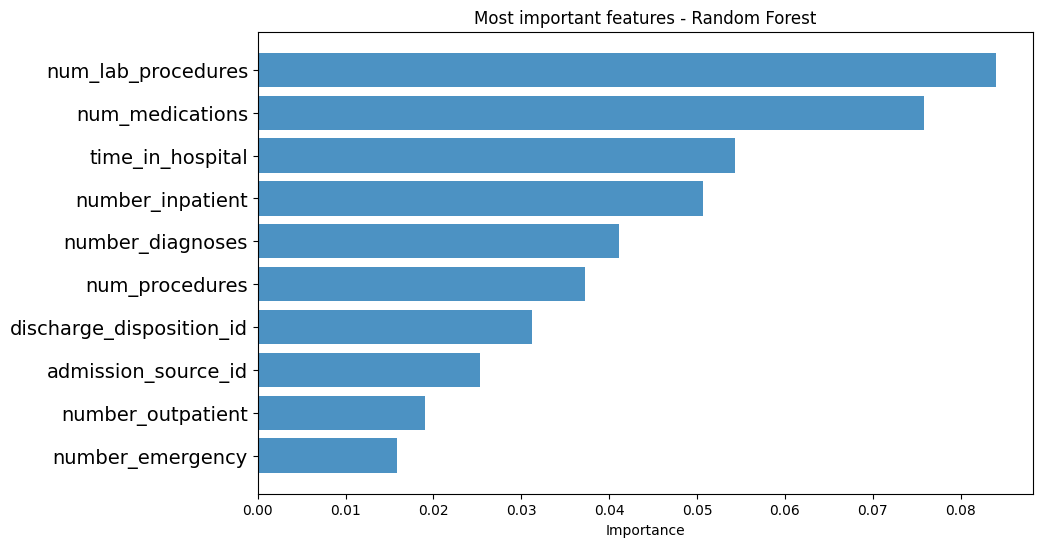 Most important features - Random Forest
num_lab_procedures
num_medications
time_in_hospital
number_inpatient
number_diagnoses
num_procedures
discharge_disposition_id
admission_source_id
number_outpatient
number_emergency
0.00 0.01 0.02 0.03 0.04 0.05 0.06 0.07 0.08
Importance